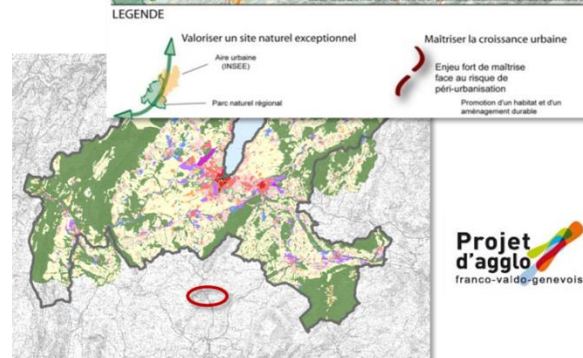 LEGENDE
Valoriser un site naturel exceptionnel
Aire urbaine
(INSEE)
Parc naturel régional
Maîtriser la croissance urbaine
Enjeu fort de maîtrise
face au risque de
péri-urbanisation
Promotion d'un habitat et d'un
aménagement durable
Projet
d'agglo
franco-valdo-genevois